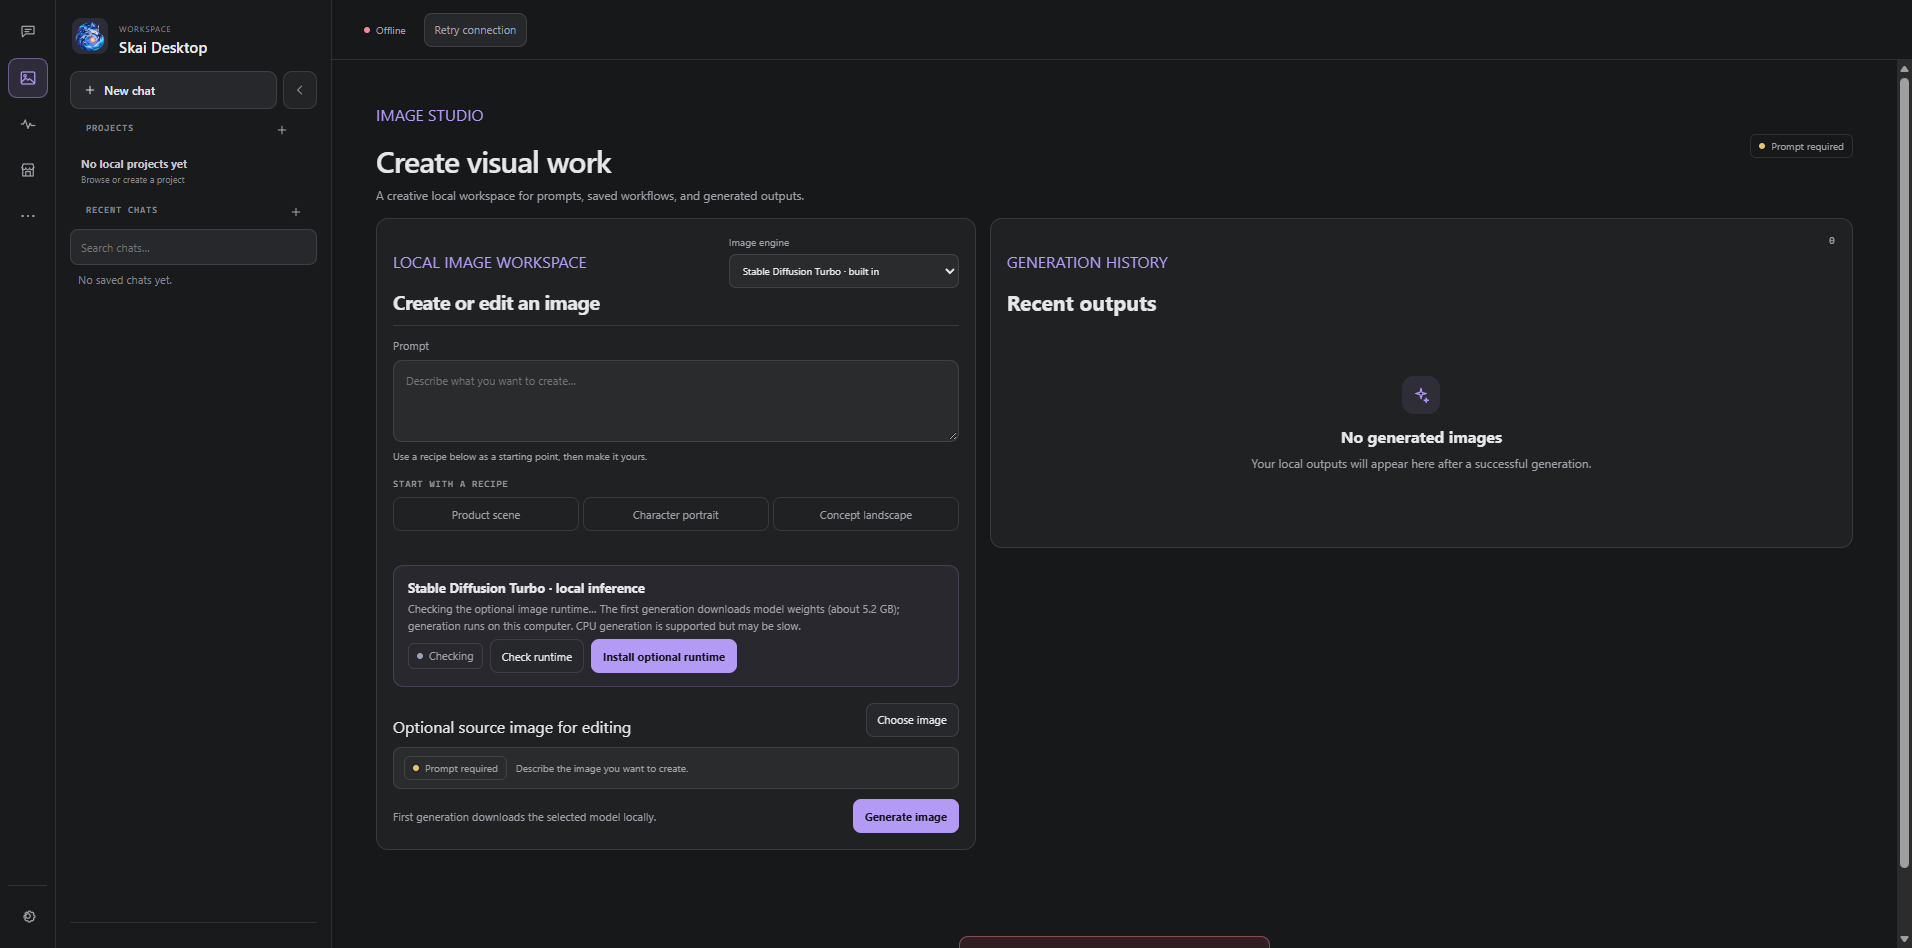 WORKSPACE
Skai Desktop
New chat
PROJECTS
No local projects yet
Browse or create a project
RECENT CHATS
Search chats...
No saved chats yet.
Offline
Retry connection
IMAGE STUDIO
Create visual work
A creative local workspace for prompts, saved workflows, and generated outputs.
Prompt required
LOCAL IMAGE WORKSPACE
Create or edit an image
Image engine
Stable Diffusion Turbo · built in
Prompt
Describe what you want to create...
Use a recipe below as a starting point, then make it yours.
START WITH A RECIPE
Product scene
Character portrait
Concept landscape
Stable Diffusion Turbo · local inference
Checking the optional image runtime... The first generation downloads model weights (about 5.2 GB);
generation runs on this computer. CPU generation is supported but may be slow.
Checking
Check runtime
Install optional runtime
Optional source image for editing
Choose image
Prompt required
Describe the image you want to create.
First generation downloads the selected model locally.
Generate image
0
GENERATION HISTORY
Recent outputs
No generated images
Your local outputs will appear here after a successful generation.